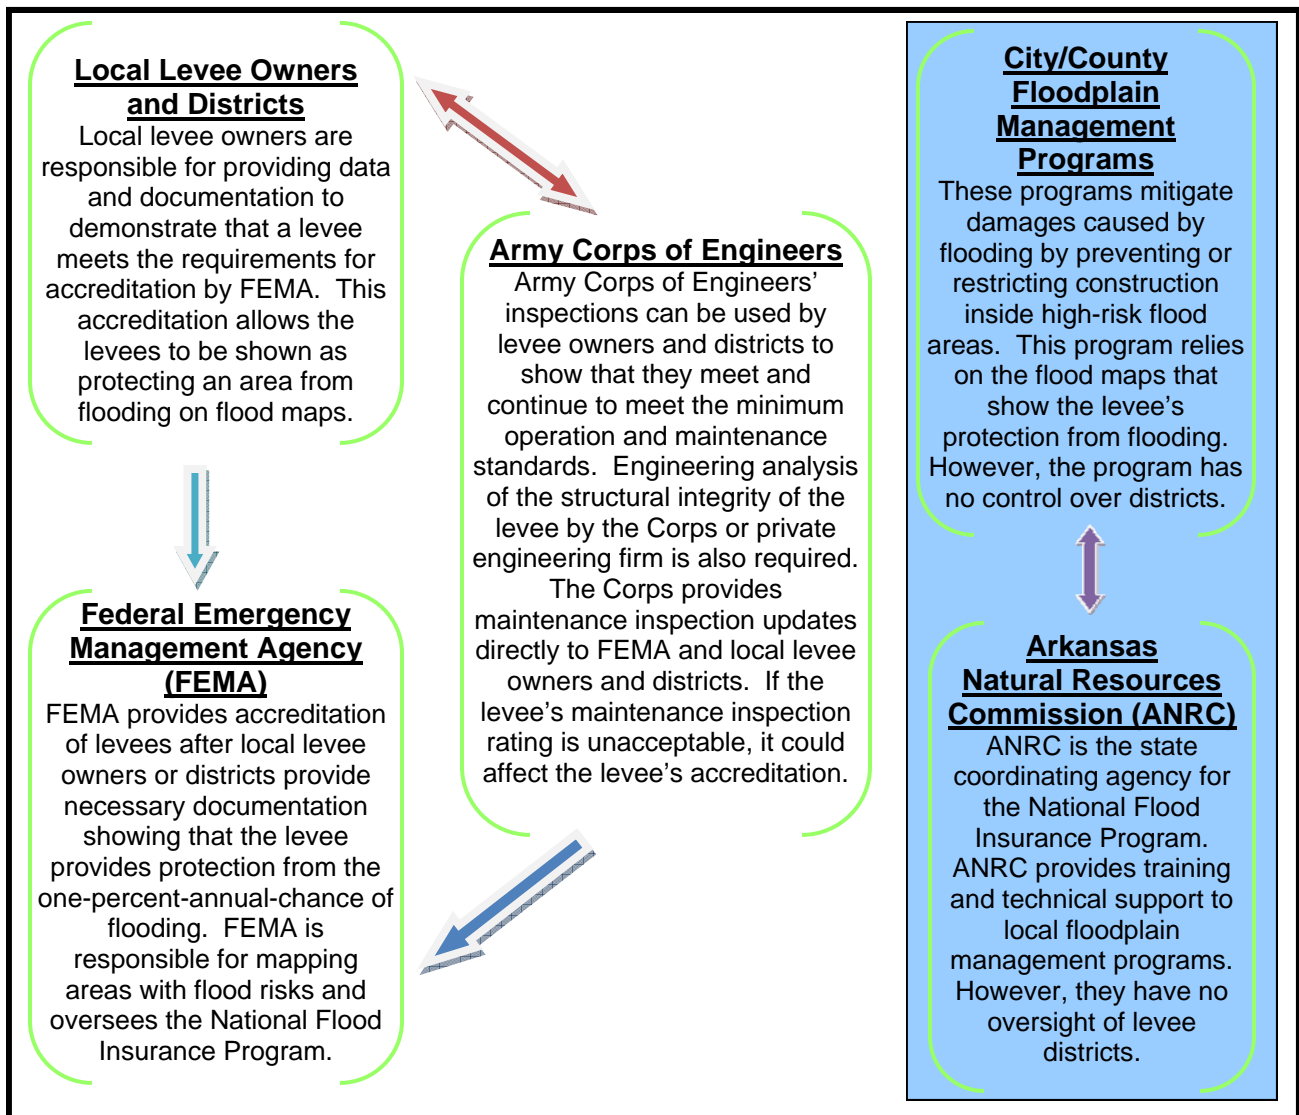 Local Levee Owners
and Districts
Local levee owners are
responsible for providing data
and documentation to
demonstrate that a levee
meets the requirements for
accreditation by FEMA.  This
accreditation allows the
levees to be shown as
protecting an area from
flooding on flood maps.
Federal Emergency
Management Agency
(FEMA)
FEMA provides accreditation
of levees after local levee
owners or districts provide
necessary documentation
showing that the levee
provides protection from the
one-percent-annual-chance of
flooding.  FEMA is
responsible for mapping
areas with flood risks and
oversees the National Flood
Insurance Program.
Army Corps of Engineers
Army Corps of Engineers’
inspections can be used by
levee owners and districts to
show that they meet and
continue to meet the minimum
operation and maintenance
standards.  Engineering analysis
of the structural integrity of the
levee by the Corps or private
engineering firm is also required.
The Corps provides
maintenance inspection updates
directly to FEMA and local levee
owners and districts.  If the
levee’s maintenance inspection
rating is unacceptable, it could
affect the levee’s accreditation.
City/County
Floodplain
Management
Programs
These programs mitigate
damages caused by
flooding by preventing or
restricting construction
inside high-risk flood
areas.  This program relies
on the flood maps that
show the levee’s
protection from flooding.
However, the program has
no control over districts.
Arkansas
Natural Resources
Commission (ANRC)
ANRC is the state
coordinating agency for
the National Flood
Insurance Program.
ANRC provides training
and technical support to
local floodplain
management programs.
However, they have no
oversight of levee
districts.